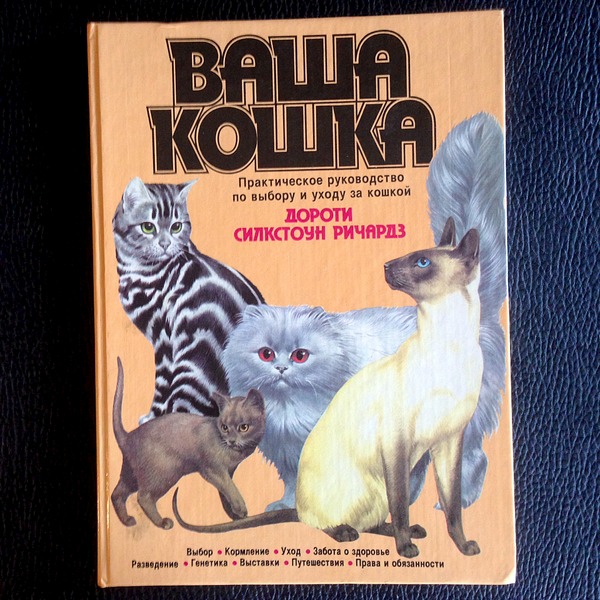 ВАША
КОШКА
Практическое руководство
по выбору и уходу за кошкой
ДОРОТИ
СИЛКСТОУН РИЧАРДЗ
Выбор • Кормление • Уход • Забота о здоровье
Разведение • Генетика • Выставки • Путешествия • Права и обязанности